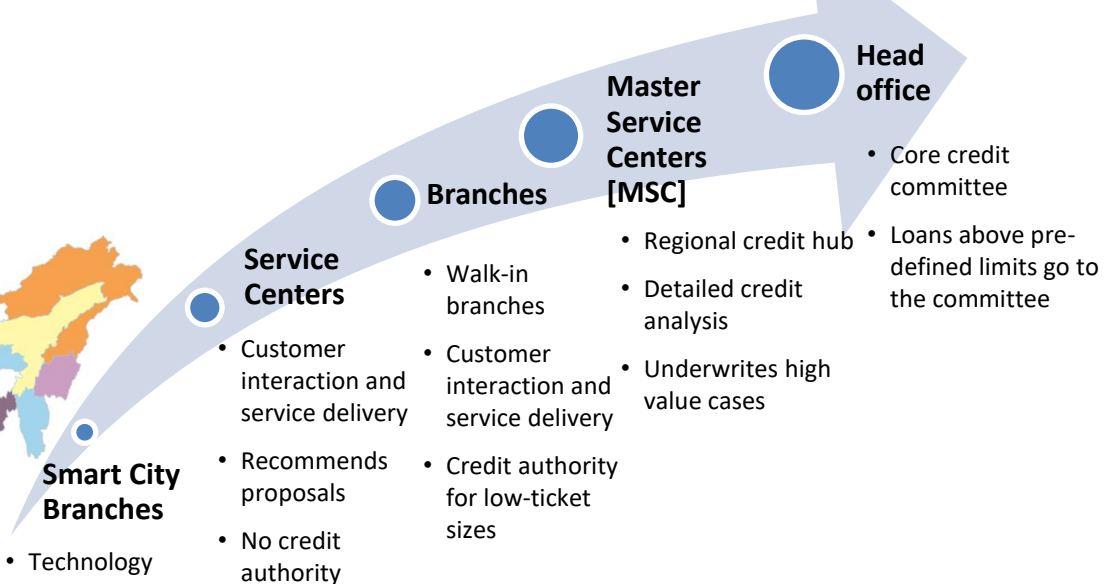 Smart City
Branches
• Technology
Service
Centers
• Customer
interaction and
service delivery
• Recommends
proposals
• No credit
authority
Branches
• Walk-in
branches
• Customer
interaction and
service delivery
• Credit authority
for low-ticket
sizes
Master
Service
Centers
[MSC]
• Regional credit hub
• Detailed credit
analysis
• Underwrites high
value cases
Head
office
• Core credit
committee
• Loans above pre-
defined limits go to
the committee